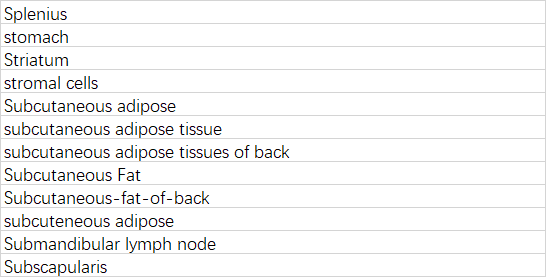 Splenius
stomach
Striatum
stromal cells
Subcutaneous adipose
subcutaneous adipose tissue
subcutaneous adipose tissues of back
Subcutaneous Fat
Subcutaneous-fat-of-back
subcuteneous adipose
Submandibular lymph node
Subscapularis